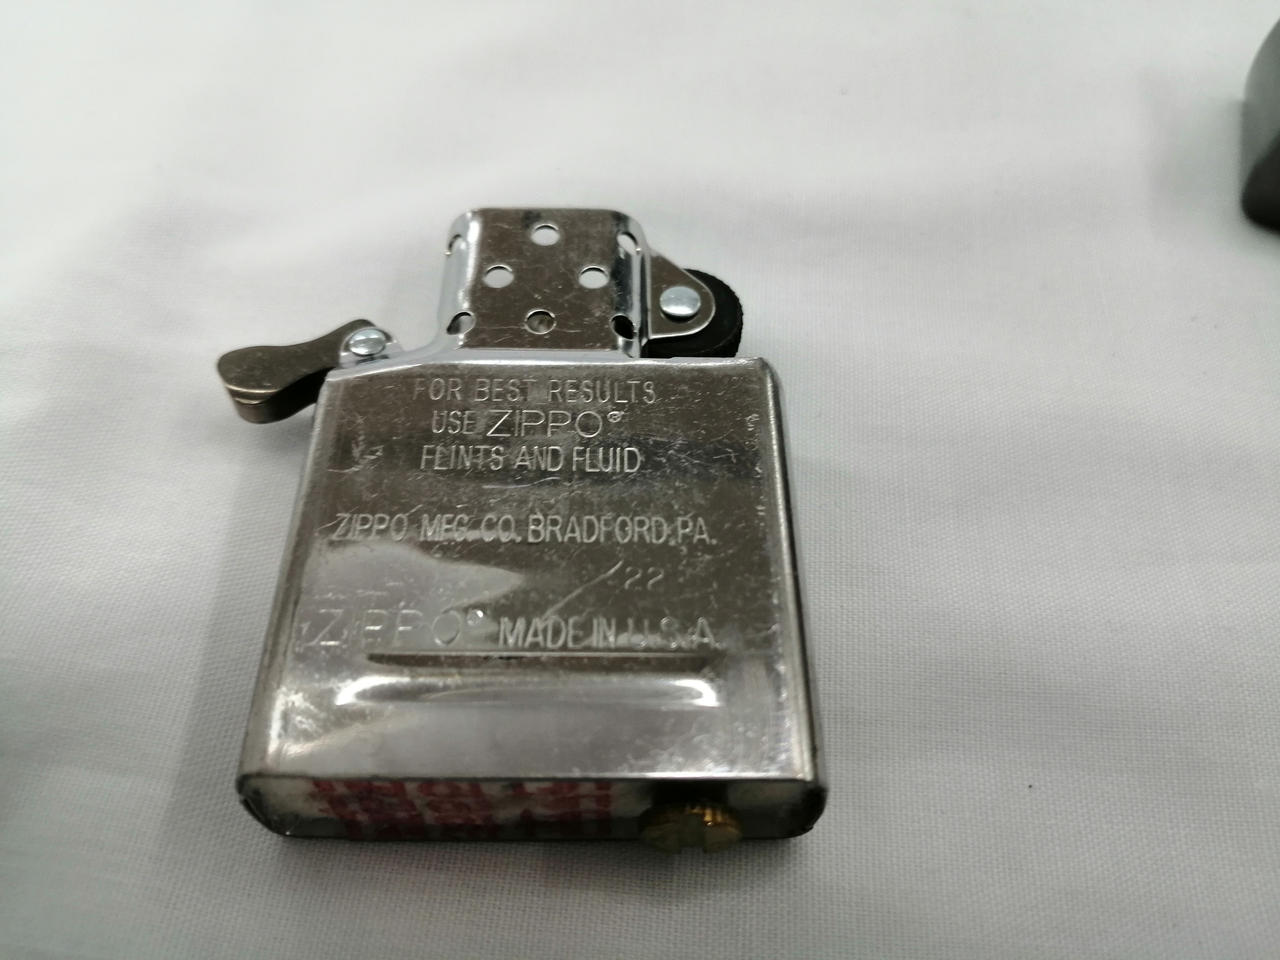 FOR BEST RESULTS
USE ZIPPO®
FLINTS AND FLUID
ZIPPO MFG. CO. BRADFORD, PA.
/22
ZIPPO® MADE IN U.S.A.